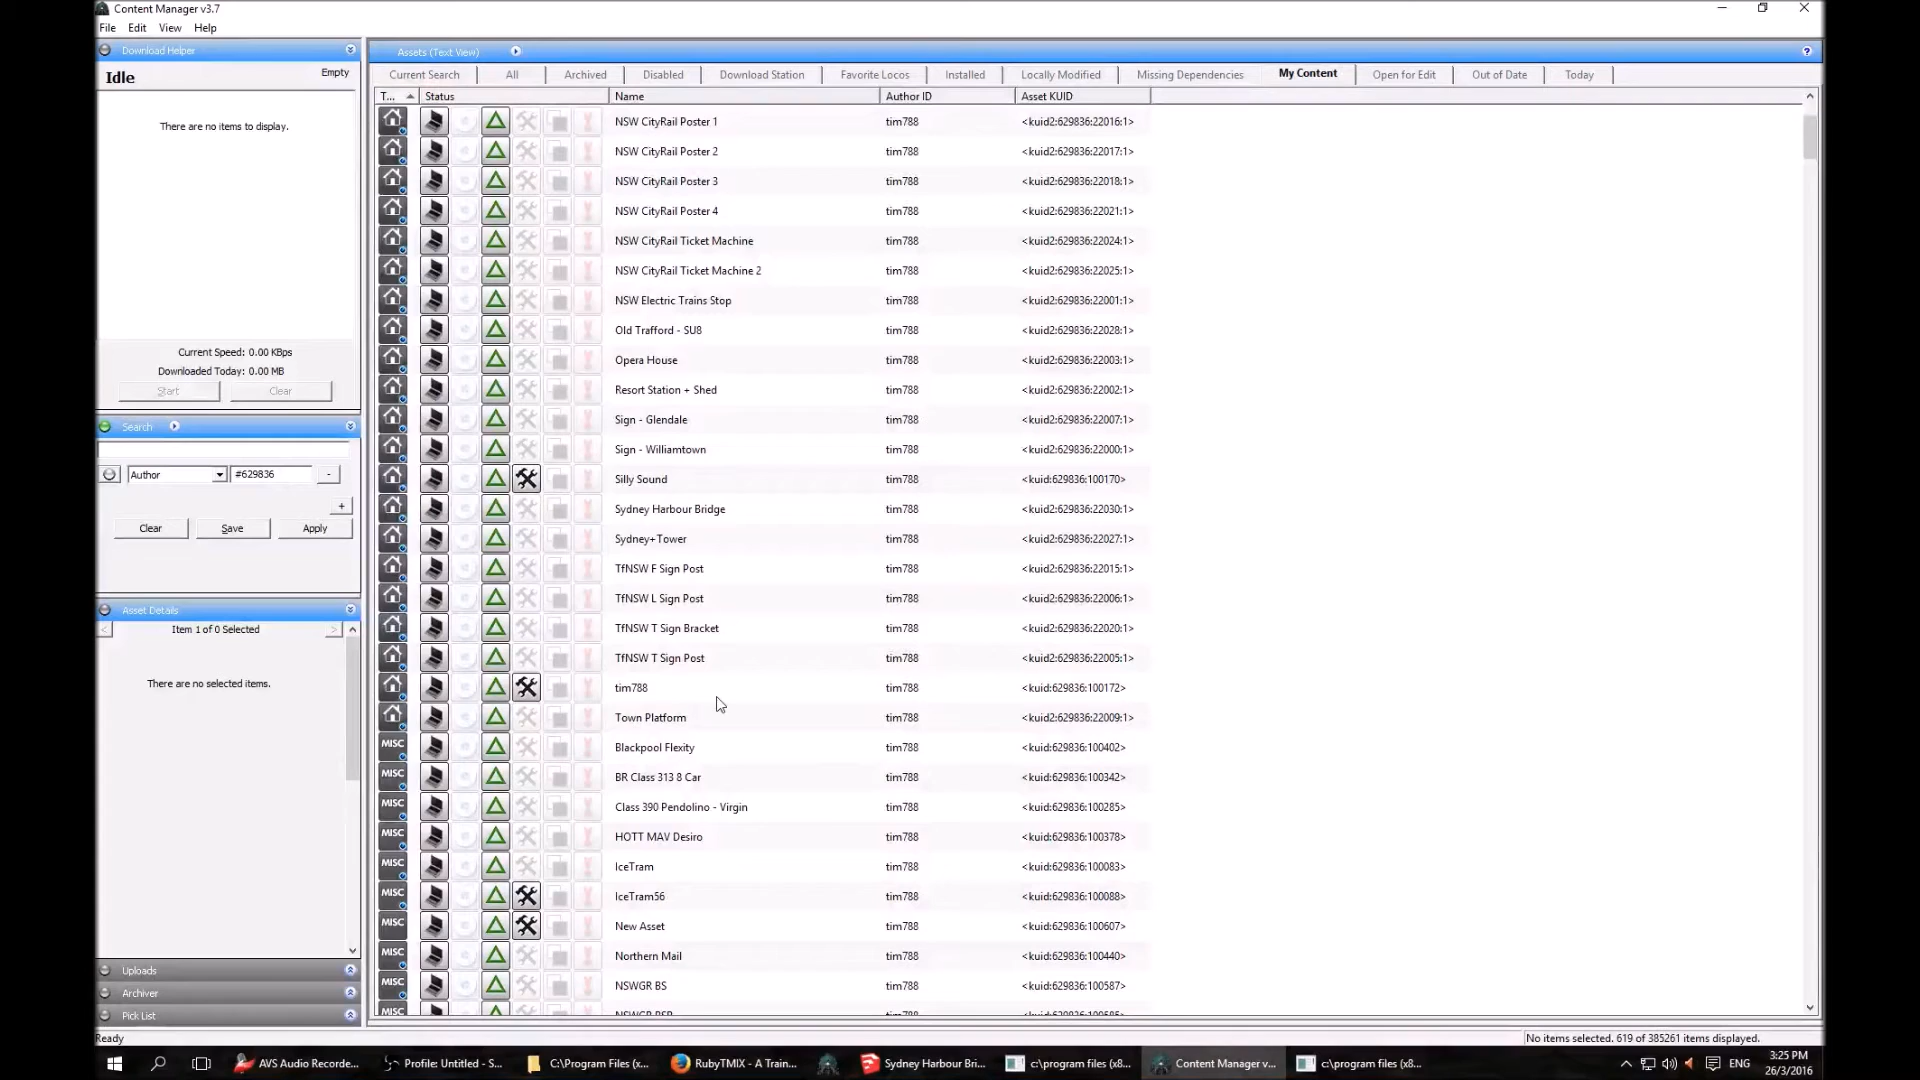 Content Manager v3.7
File Edit View Help
Download Helper
Idle Empty
There are no items to display.
Current Speed: 0.00 KBps
Downloaded Today: 0.00 MB
Start Clear
Search
Author #629836 -
+
Clear Save Apply
Asset Details
< Item 1 of 0 Selected >
There are no selected items.
Uploads
Archiver
Pick List
Assets (Text View) ?
Current Search All Archived Disabled Download Station Favorite Locos Installed Locally Modified Missing Dependencies My Content Open for Edit Out of Date Today
T... Status Name Author ID Asset KUID
NSW CityRail Poster 1 tim788 <kuid2:629836:22016:1>
NSW CityRail Poster 2 tim788 <kuid2:629836:22017:1>
NSW CityRail Poster 3 tim788 <kuid2:629836:22018:1>
NSW CityRail Poster 4 tim788 <kuid2:629836:22021:1>
NSW CityRail Ticket Machine tim788 <kuid2:629836:22024:1>
NSW CityRail Ticket Machine 2 tim788 <kuid2:629836:22025:1>
NSW Electric Trains Stop tim788 <kuid2:629836:22001:1>
Old Trafford - SU8 tim788 <kuid2:629836:22028:1>
Opera House tim788 <kuid2:629836:22003:1>
Resort Station + Shed tim788 <kuid2:629836:22002:1>
Sign - Glendale tim788 <kuid2:629836:22007:1>
Sign - Williamtown tim788 <kuid2:629836:22000:1>
Silly Sound tim788 <kuid:629836:100170>
Sydney Harbour Bridge tim788 <kuid2:629836:22030:1>
Sydney+Tower tim788 <kuid2:629836:22027:1>
TfNSW F Sign Post tim788 <kuid2:629836:22015:1>
TfNSW L Sign Post tim788 <kuid2:629836:22006:1>
TfNSW T Sign Bracket tim788 <kuid2:629836:22020:1>
TfNSW T Sign Post tim788 <kuid2:629836:22005:1>
tim788 tim788 <kuid:629836:100172>
Town Platform tim788 <kuid2:629836:22009:1>
MISC Blackpool Flexity tim788 <kuid:629836:100402>
MISC BR Class 313 8 Car tim788 <kuid:629836:100342>
MISC Class 390 Pendolino - Virgin tim788 <kuid:629836:100285>
MISC HOTT MAV Desiro tim788 <kuid:629836:100378>
MISC IceTram tim788 <kuid:629836:100083>
MISC IceTram56 tim788 <kuid:629836:100088>
MISC New Asset tim788 <kuid:629836:100607>
MISC Northern Mail tim788 <kuid:629836:100440>
MISC NSWGR BS tim788 <kuid:629836:100587>
MISC
Ready No items selected. 619 of 385261 items displayed.
AVS Audio Recorde... Profile: Untitled - S... C:\Program Files (x... RubyTMIX - A Train... Sydney Harbour Bri... c:\program files (x8... Content Manager v... c:\program files (x8... ENG 3:25 PM
26/3/2016